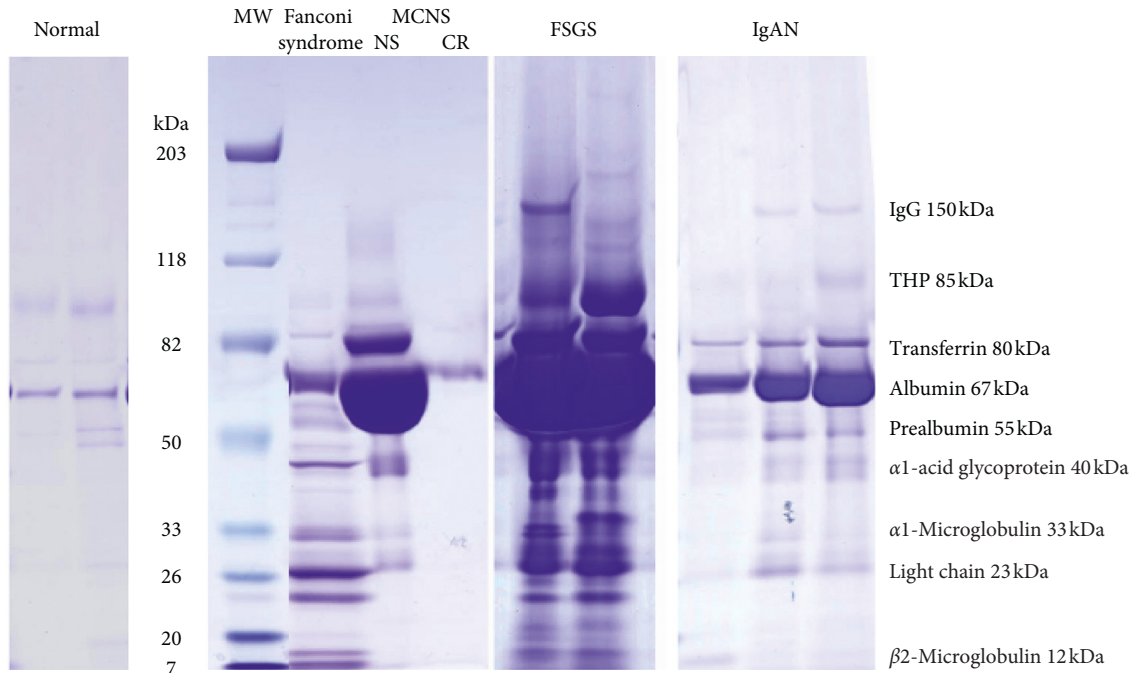 Normal
MW
Fanconi
syndrome
MCNS
NS
CR
FSGS
IgAN
kDa
203
118
82
50
33
26
20
7
IgG 150 kDa
THP 85 kDa
Transferrin 80 kDa
Albumin 67 kDa
Prealbumin 55 kDa
α1-acid glycoprotein 40 kDa
α1-Microglobulin 33 kDa
Light chain 23 kDa
β2-Microglobulin 12 kDa